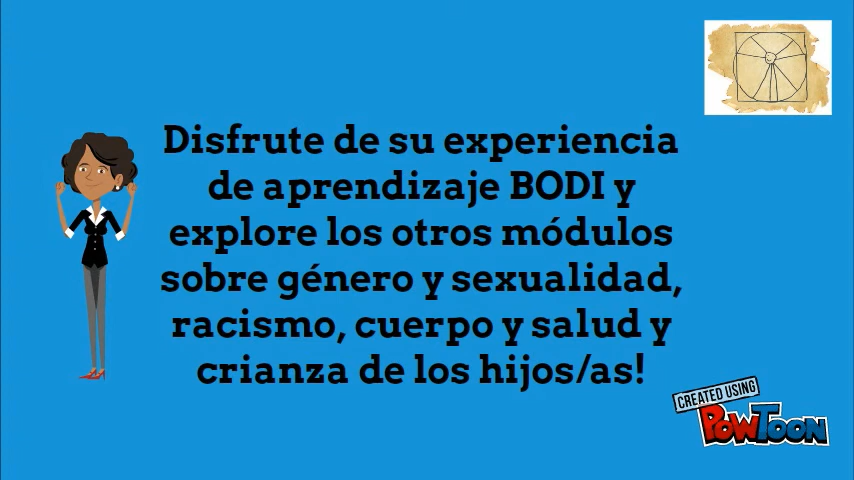 Disfrute de su experiencia
de aprendizaje BODI y
explore los otros módulos
sobre género y sexualidad,
racismo, cuerpo y salud y
crianza de los hijos/as!
CREATED USING
POWTOON